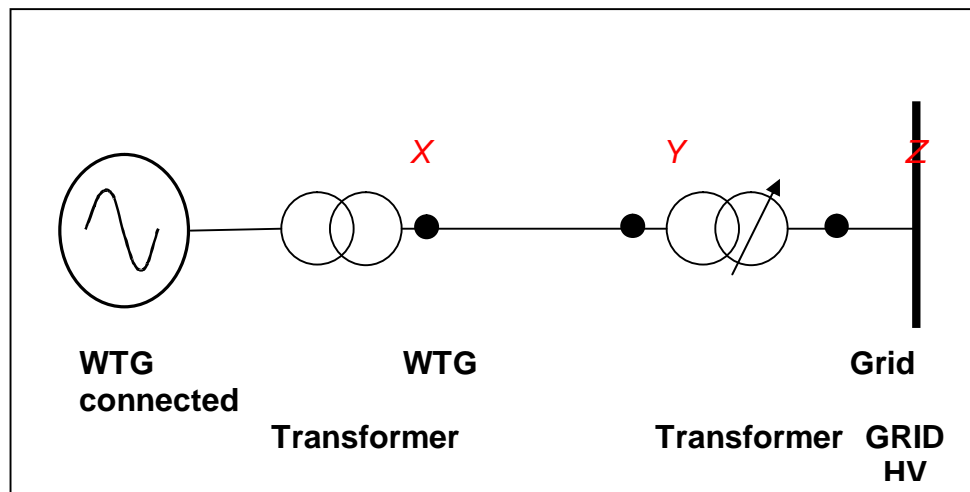 X Y Z
WTG WTG Grid
connected
Transformer Transformer GRID
HV